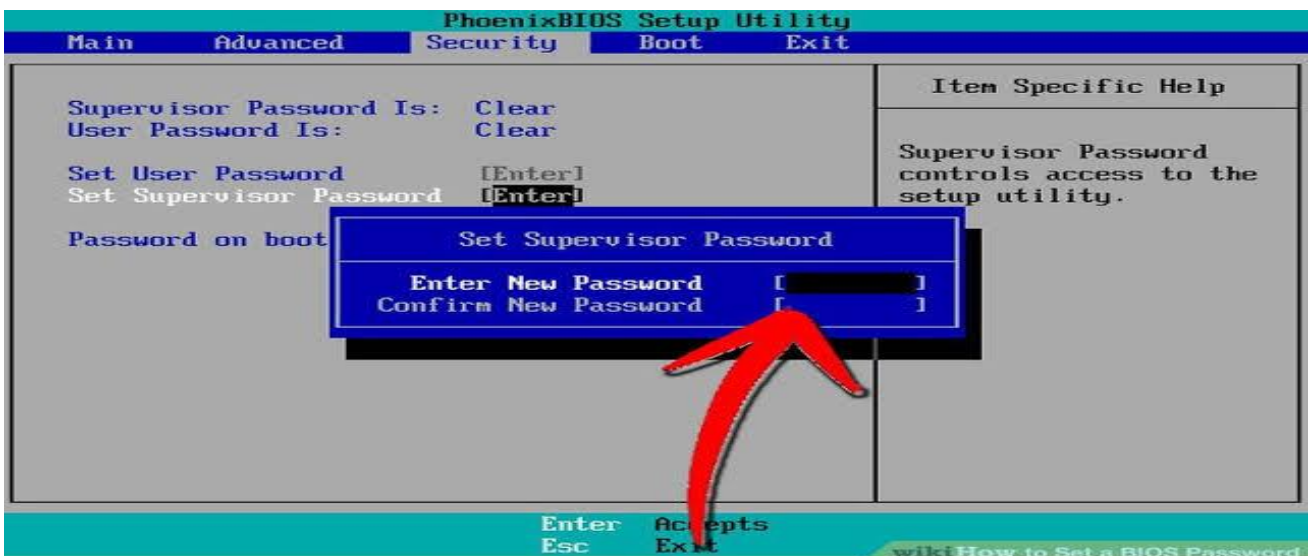 PhoenixBIOS Setup Utility
Main Advanced Security Boot Exit
Item Specific Help
Supervisor Password Is: Clear
User Password Is: Clear
Supervisor Password
controls access to the
setup utility.
Set User Password [Enter]
Set Supervisor Password [Enter]
Password on boot
Set Supervisor Password
Enter New Password [ ]
Confirm New Password [ ]
Enter Accepts
Esc Exit
wikiHow to Set a BIOS Password